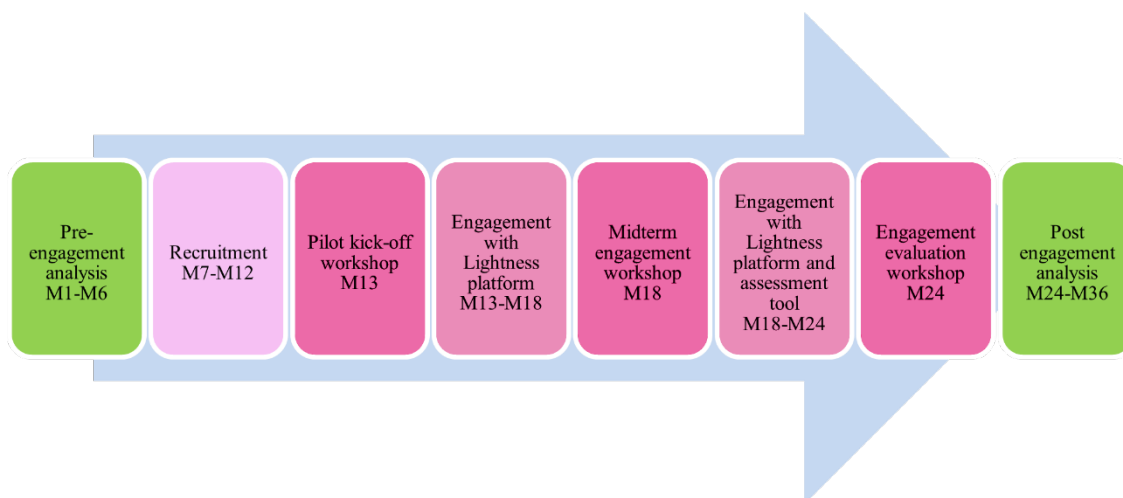 Pre-
engagement
analysis
M1-M6
Recruitment
M7-M12
Pilot kick-off
workshop
M13
Engagement
with
Lightness
platform
M13-M18
Midterm
engagement
workshop
M18
Engagement
with
Lightness
platform and
assessment
tool
M18-M24
Engagement
evaluation
workshop
M24
Post
engagement
analysis
M24-M36